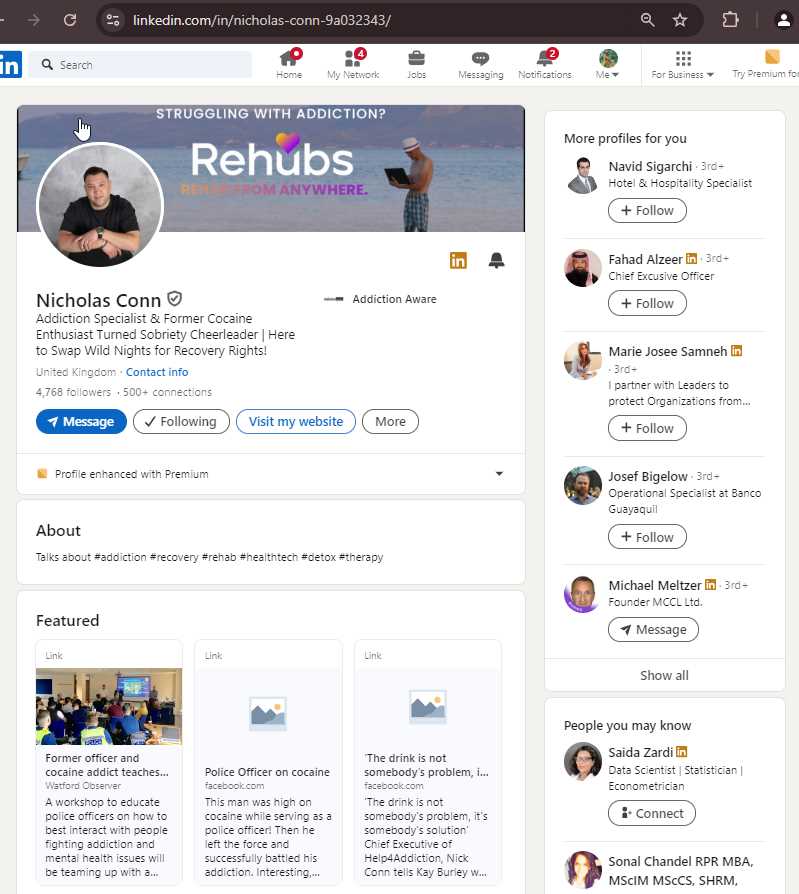 linkedin.com/in/nicholas-conn-9a032343/
in
Search
Home
4
My Network
Jobs
Messaging
2
Notifications
Me
For Business
Try Premium for
STRUGGLING WITH ADDICTION?
Rehubs
REHAB FROM ANYWHERE.
in
Nicholas Conn
Addiction Specialist & Former Cocaine
Enthusiast Turned Sobriety Cheerleader | Here
to Swap Wild Nights for Recovery Rights!
Addiction Aware
United Kingdom · Contact info
4,768 followers · 500+ connections
Message
Following
Visit my website
More
Profile enhanced with Premium
About
Talks about #addiction #recovery #rehab #healthtech #detox #therapy
Featured
Link
Former officer and
cocaine addict teaches...
Watford Observer
A workshop to educate
police officers on how to
best interact with people
fighting addiction and
mental health issues will
be teaming up with a...
Link
Police Officer on cocaine
facebook.com
This man was high on
cocaine while serving as a
police officer! Then he
left the force and
successfully battled his
addiction. Interesting,...
Link
'The drink is not
somebody's problem, i...
facebook.com
'The drink is not
somebody's problem, it's
somebody's solution'
Chief Executive of
Help4Addiction, Nick
Conn tells Kay Burley w...
More profiles for you
Navid Sigarchi · 3rd+
Hotel & Hospitality Specialist
+ Follow
Fahad Alzeer in · 3rd+
Chief Excusive Officer
+ Follow
Marie Josee Samneh in
· 3rd+
I partner with Leaders to
protect Organizations from...
+ Follow
Josef Bigelow · 3rd+
Operational Specialist at Banco
Guayaquil
+ Follow
Michael Meltzer in · 3rd+
Founder MCCL Ltd.
Message
Show all
People you may know
Saida Zardi in
Data Scientist | Statistician |
Econometrician
Connect
Sonal Chandel RPR MBA,
MScIM MScCS, SHRM,